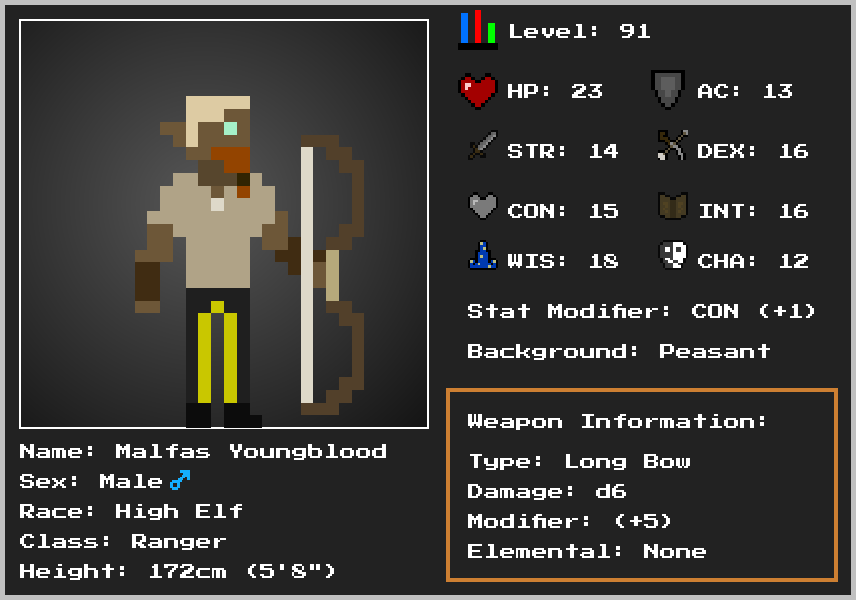 Level: 91
HP: 23 AC: 13
STR: 14 DEX: 16
CON: 15 INT: 16
WIS: 18 CHA: 12
Stat Modifier: CON (+1)
Background: Peasant
Weapon Information:
Type: Long Bow
Damage: d6
Modifier: (+5)
Elemental: None
Name: Malfas Youngblood
Sex: Male♂
Race: High Elf
Class: Ranger
Height: 172cm (5'8")